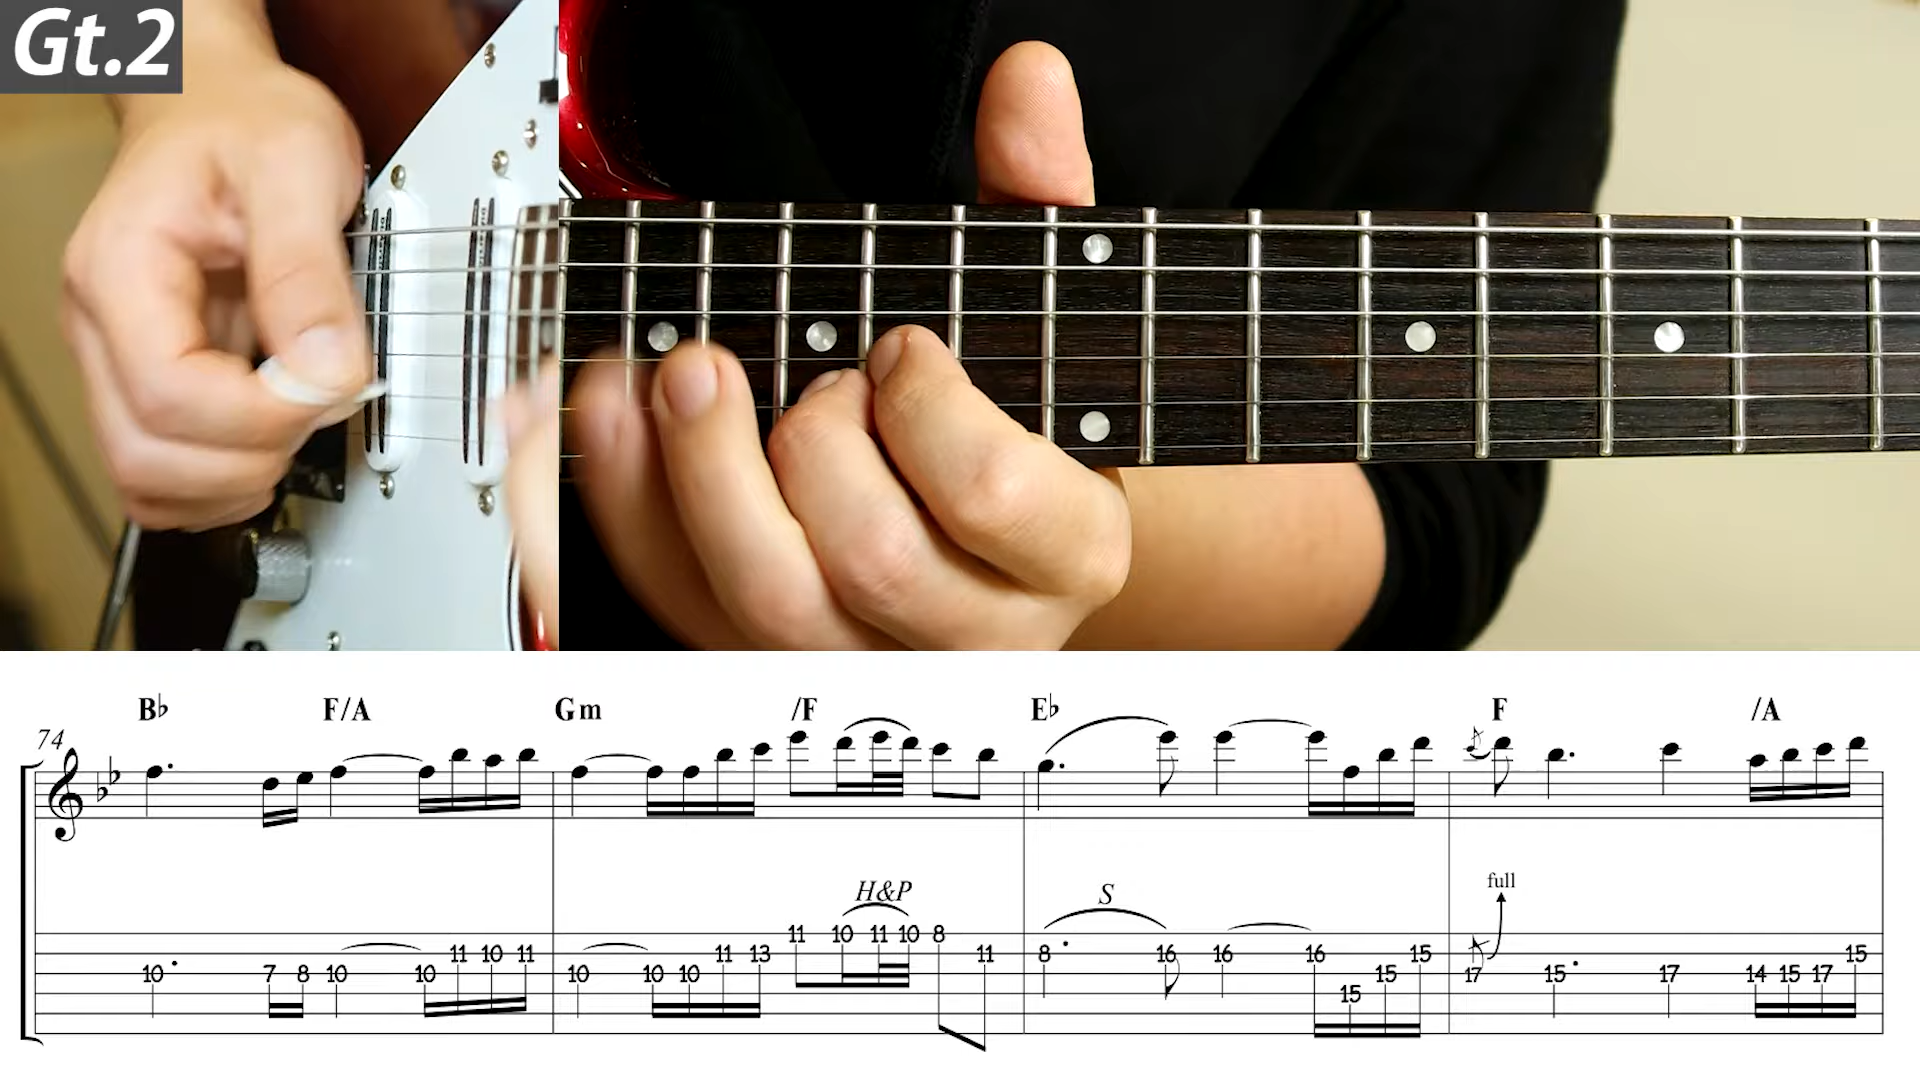 Gt.2
B♭ F/A Gm /F E♭ F /A
74
full
H&P S
11 10 11 10 8
11 10 11 11 13 11 8 16 16 16 15 15
10 7 8 10 10 10 10 10 15 17 15 17 14 15 17
15